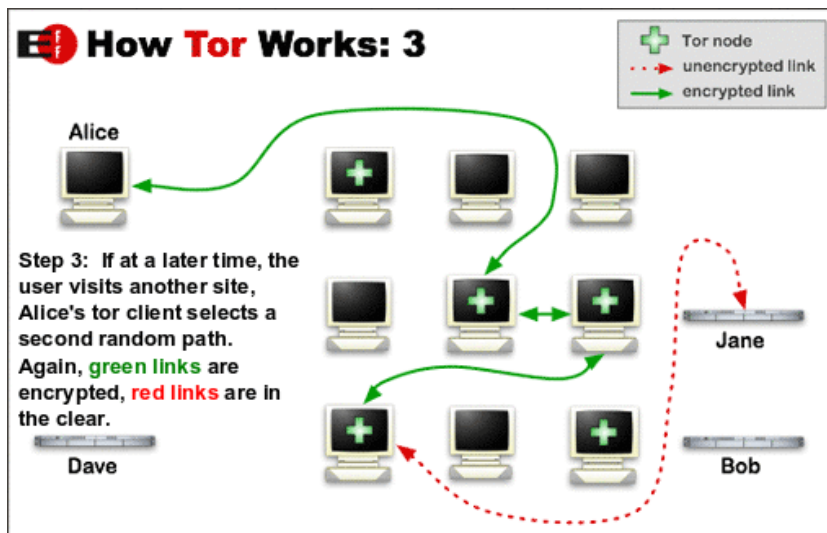 EFF How Tor Works: 3
Tor node
unencrypted link
encrypted link
Alice
Step 3: If at a later time, the
user visits another site,
Alice's tor client selects a
second random path.
Again, green links are
encrypted, red links are in
the clear.
Jane
Dave
Bob